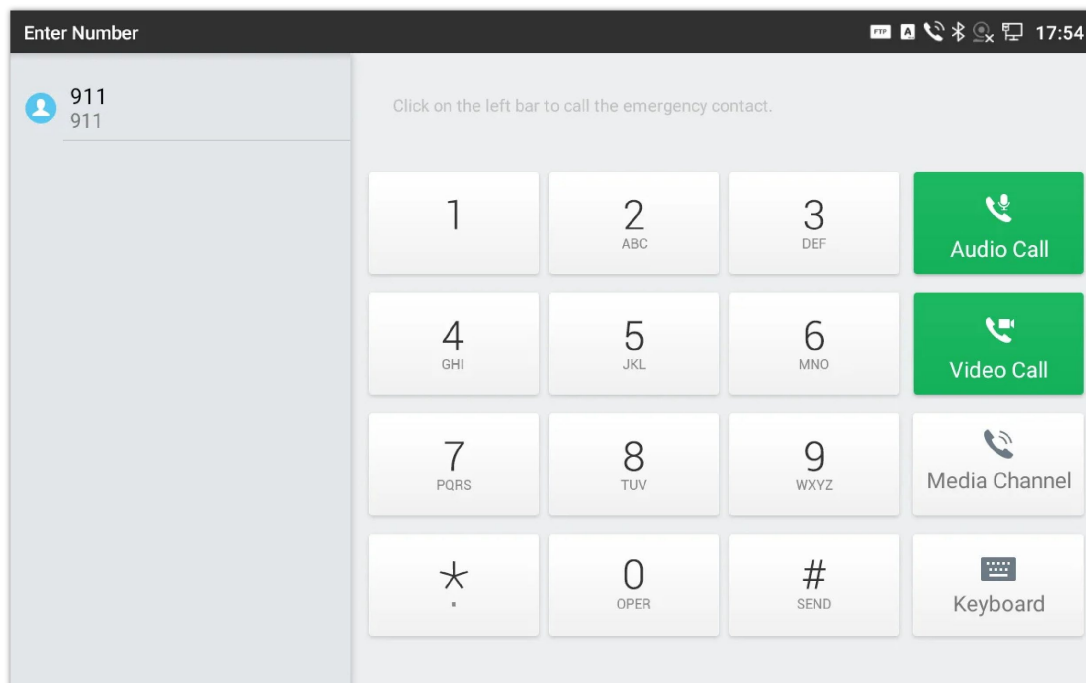 Enter Number
FTP
A
17:54
911
911
Click on the left bar to call the emergency contact.
1
2
ABC
3
DEF
Audio Call
4
GHI
5
JKL
6
MNO
Video Call
7
PQRS
8
TUV
9
WXYZ
Media Channel
*
.
0
OPER
#
SEND
Keyboard